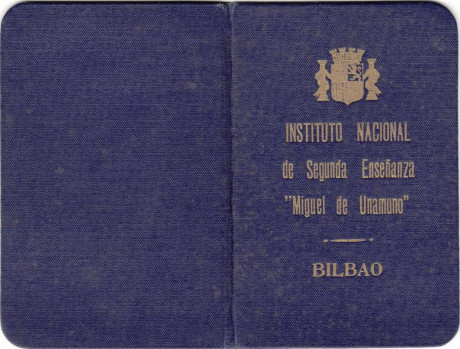 INSTITUTO NACIONAL
de Segunda Enseñanza
"Miguel de Unamuno"
BILBAO